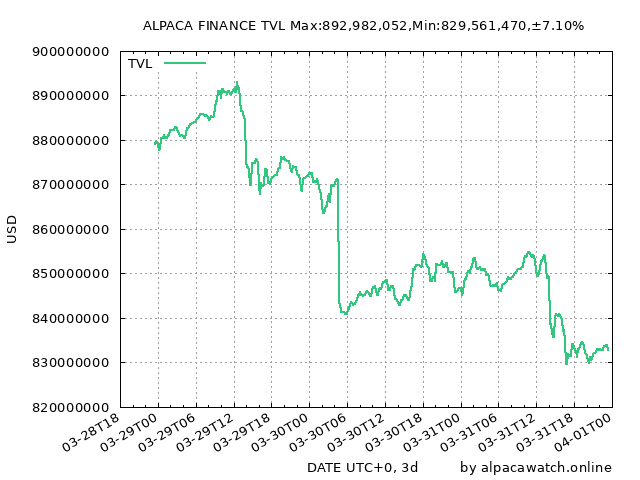 ALPACA FINANCE TVL Max:892,982,052,Min:829,561,470,±7.10%
900000000
TVL
890000000
880000000
870000000
860000000
USD
850000000
840000000
830000000
820000000
03-28T18
03-29T00
03-29T06
03-29T12
03-29T18
03-30T00
03-30T06
03-30T12
03-30T18
03-31T00
03-31T06
03-31T12
03-31T18
04-01T00
DATE UTC+0, 3d
by alpacawatch.online